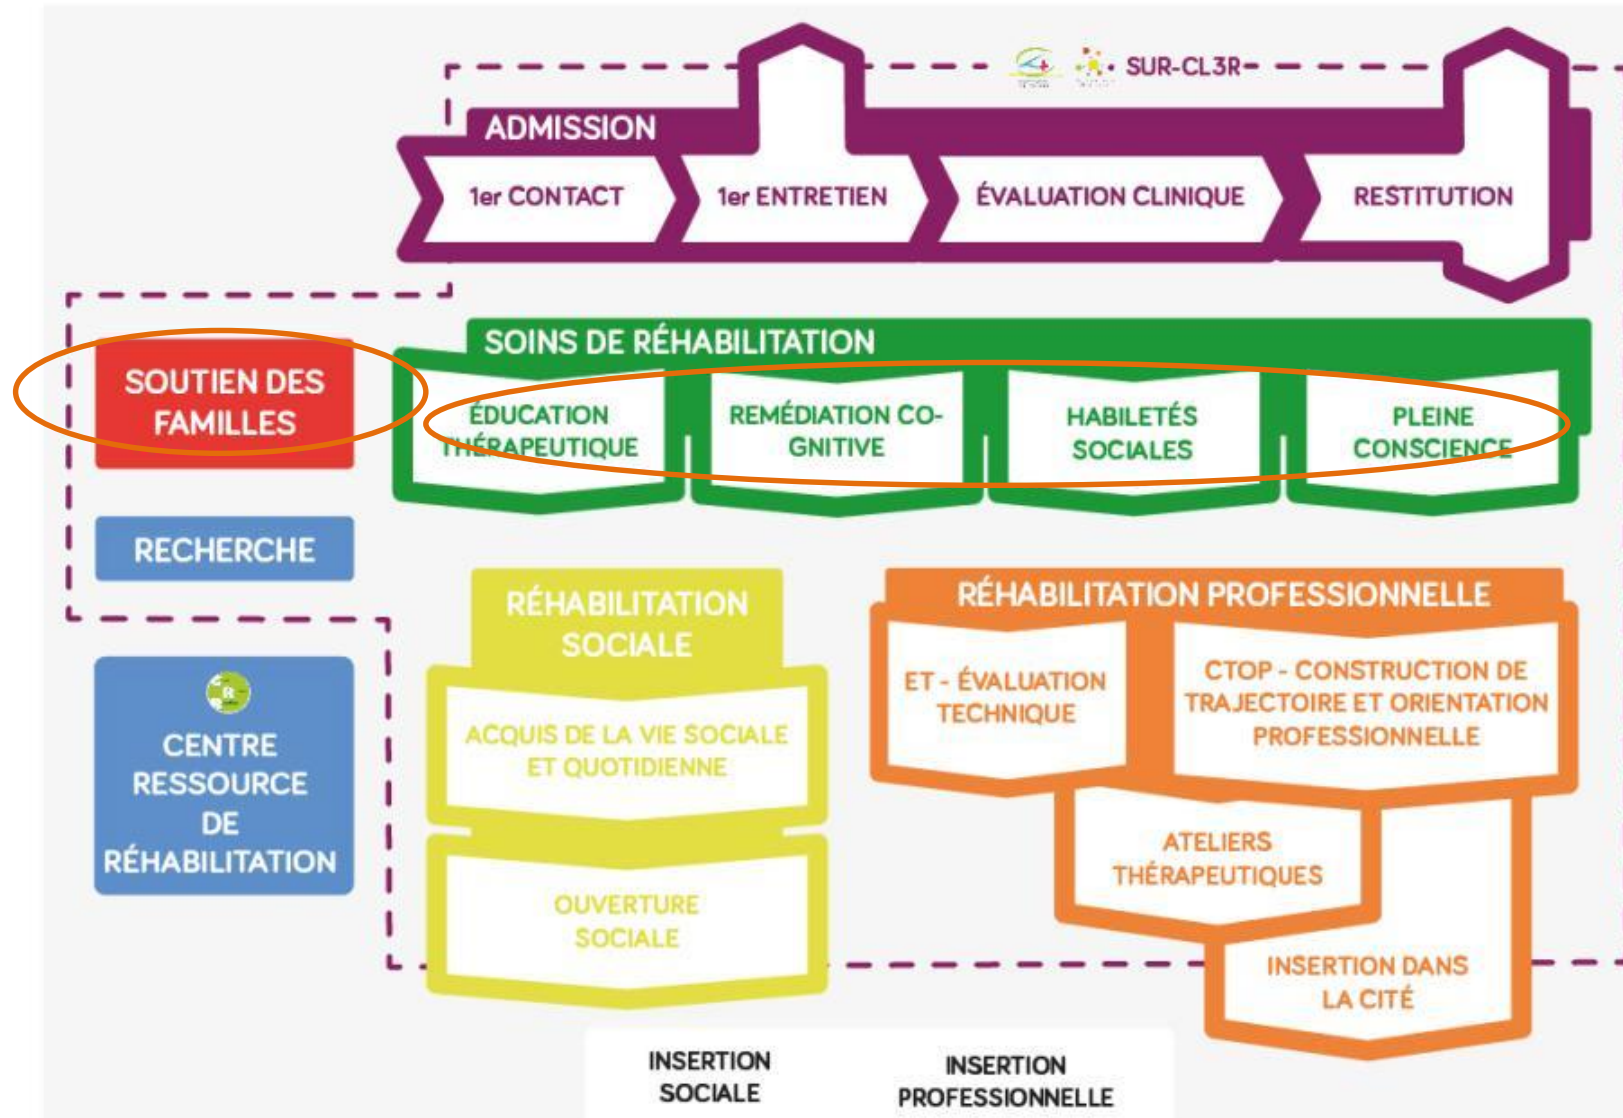 SUR-CL3R
ADMISSION
1er CONTACT
1er ENTRETIEN
ÉVALUATION CLINIQUE
RESTITUTION
SOUTIEN DES
FAMILLES
SOINS DE RÉHABILITATION
ÉDUCATION
THÉRAPEUTIQUE
REMÉDIATION CO-
GNITIVE
HABILETÉS
SOCIALES
PLEINE
CONSCIENCE
RECHERCHE
CENTRE
RESSOURCE
DE
RÉHABILITATION
RÉHABILITATION
SOCIALE
ACQUIS DE LA VIE SOCIALE
ET QUOTIDIENNE
OUVERTURE
SOCIALE
RÉHABILITATION PROFESSIONNELLE
ET - ÉVALUATION
TECHNIQUE
CTOP - CONSTRUCTION DE
TRAJECTOIRE ET ORIENTATION
PROFESSIONNELLE
ATELIERS
THÉRAPEUTIQUES
INSERTION DANS
LA CITÉ
INSERTION
SOCIALE
INSERTION
PROFESSIONNELLE